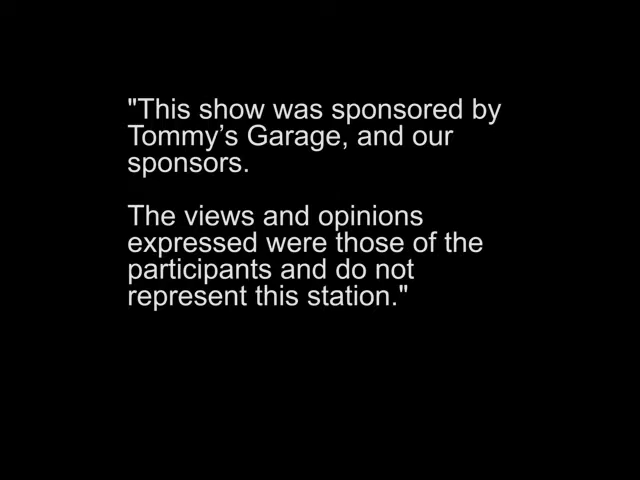 "This show was sponsored by
Tommy’s Garage, and our
sponsors.
The views and opinions
expressed were those of the
participants and do not
represent this station."